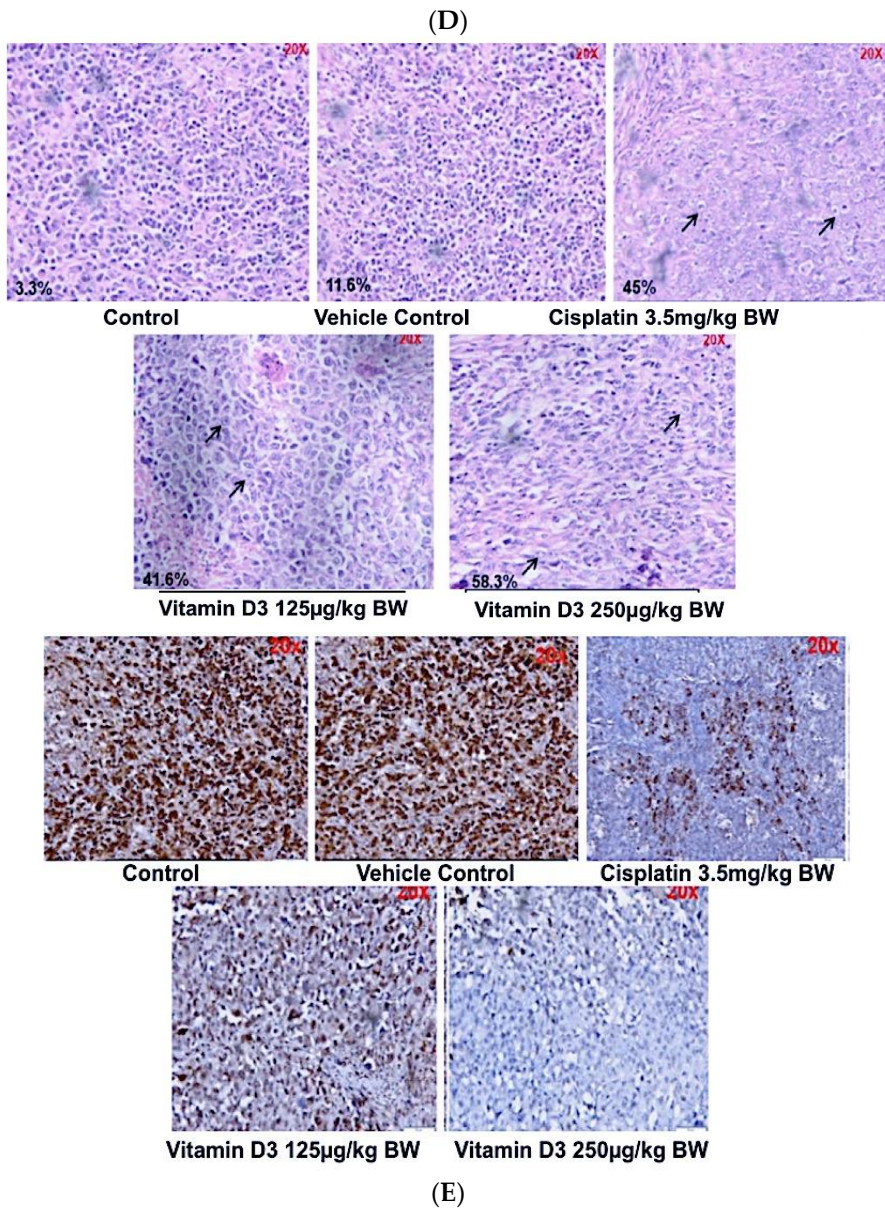 (D)
20X 20X 20X
3.3% 11.6% 45%
Control Vehicle Control Cisplatin 3.5mg/kg BW
20X 20X
41.6% 58.3%
Vitamin D3 125µg/kg BW Vitamin D3 250µg/kg BW
20x 20x 20x
Control Vehicle Control Cisplatin 3.5mg/kg BW
20X 20X
Vitamin D3 125µg/kg BW Vitamin D3 250µg/kg BW
(E)